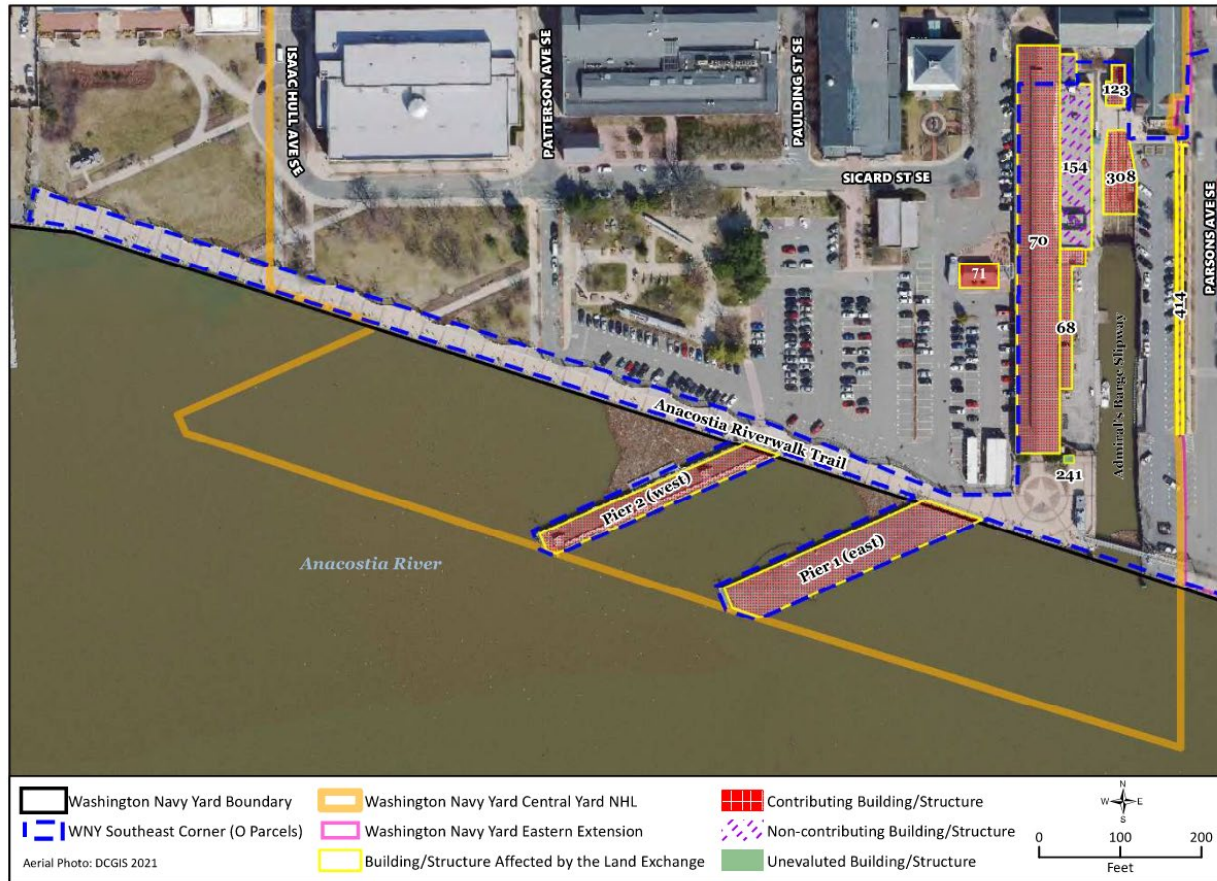 ISAAC HULL AVE SE
PATTERSON AVE SE
PAULDING ST SE
SICARD ST SE
PARSONS AVE SE
123
154
308
70
71
68
414
241
Admiral's Barge Slipway
Anacostia Riverwalk Trail
Pier 2 (west)
Pier 1 (east)
Anacostia River
Washington Navy Yard Boundary
WNY Southeast Corner (O Parcels)
Aerial Photo: DCGIS 2021
Washington Navy Yard Central Yard NHL
Washington Navy Yard Eastern Extension
Building/Structure Affected by the Land Exchange
Contributing Building/Structure
Non-contributing Building/Structure
Unevaluted Building/Structure
N
W E
S
0 100 200
Feet